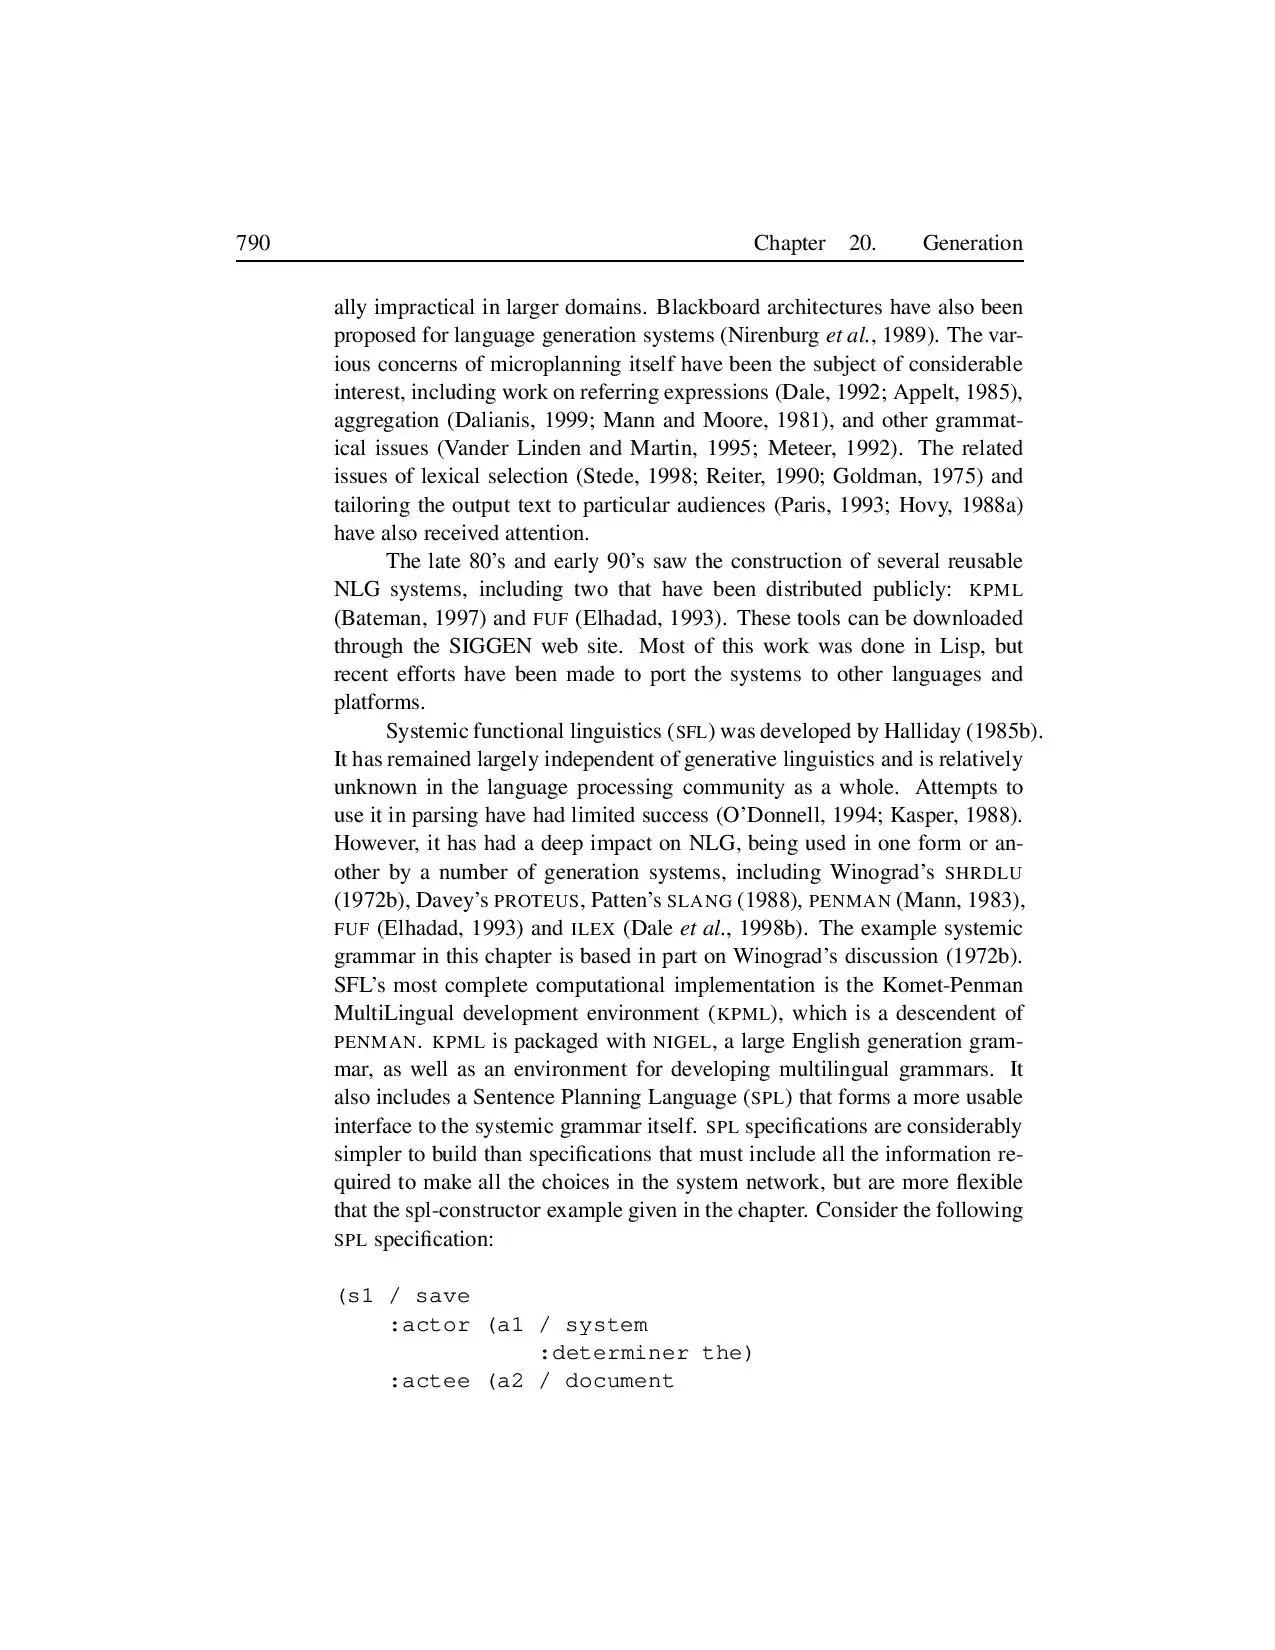 790 Chapter 20. Generation
ally impractical in larger domains. Blackboard architectures have also been
proposed for language generation systems (Nirenburg et al., 1989). The var-
ious concerns of microplanning itself have been the subject of considerable
interest, including work on referring expressions (Dale, 1992; Appelt, 1985),
aggregation (Dalianis, 1999; Mann and Moore, 1981), and other grammat-
ical issues (Vander Linden and Martin, 1995; Meteer, 1992). The related
issues of lexical selection (Stede, 1998; Reiter, 1990; Goldman, 1975) and
tailoring the output text to particular audiences (Paris, 1993; Hovy, 1988a)
have also received attention.
The late 80’s and early 90’s saw the construction of several reusable
NLG systems, including two that have been distributed publicly: KPML
(Bateman, 1997) and FUF (Elhadad, 1993). These tools can be downloaded
through the SIGGEN web site. Most of this work was done in Lisp, but
recent efforts have been made to port the systems to other languages and
platforms.
Systemic functional linguistics (SFL) was developed by Halliday (1985b).
It has remained largely independent of generative linguistics and is relatively
unknown in the language processing community as a whole. Attempts to
use it in parsing have had limited success (O’Donnell, 1994; Kasper, 1988).
However, it has had a deep impact on NLG, being used in one form or an-
other by a number of generation systems, including Winograd’s SHRDLU
(1972b), Davey’s PROTEUS, Patten’s SLANG (1988), PENMAN (Mann, 1983),
FUF (Elhadad, 1993) and ILEX (Dale et al., 1998b). The example systemic
grammar in this chapter is based in part on Winograd’s discussion (1972b).
SFL’s most complete computational implementation is the Komet-Penman
MultiLingual development environment (KPML), which is a descendent of
PENMAN. KPML is packaged with NIGEL, a large English generation gram-
mar, as well as an environment for developing multilingual grammars. It
also includes a Sentence Planning Language (SPL) that forms a more usable
interface to the systemic grammar itself. SPL specifications are considerably
simpler to build than specifications that must include all the information re-
quired to make all the choices in the system network, but are more flexible
that the spl-constructor example given in the chapter. Consider the following
SPL specification:
(s1 / save
:actor (a1 / system
:determiner the)
:actee (a2 / document